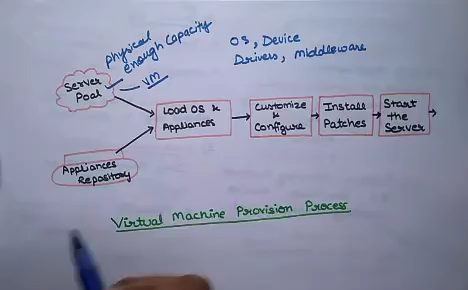 physical
enough capacity
VM
OS, Device
Drivers, middleware
Server
Pool
Load OS &
Appliances
Customize
&
Configure
Install
Patches
Start
the
Server
Appliances
Repository
Virtual Machine Provision Process